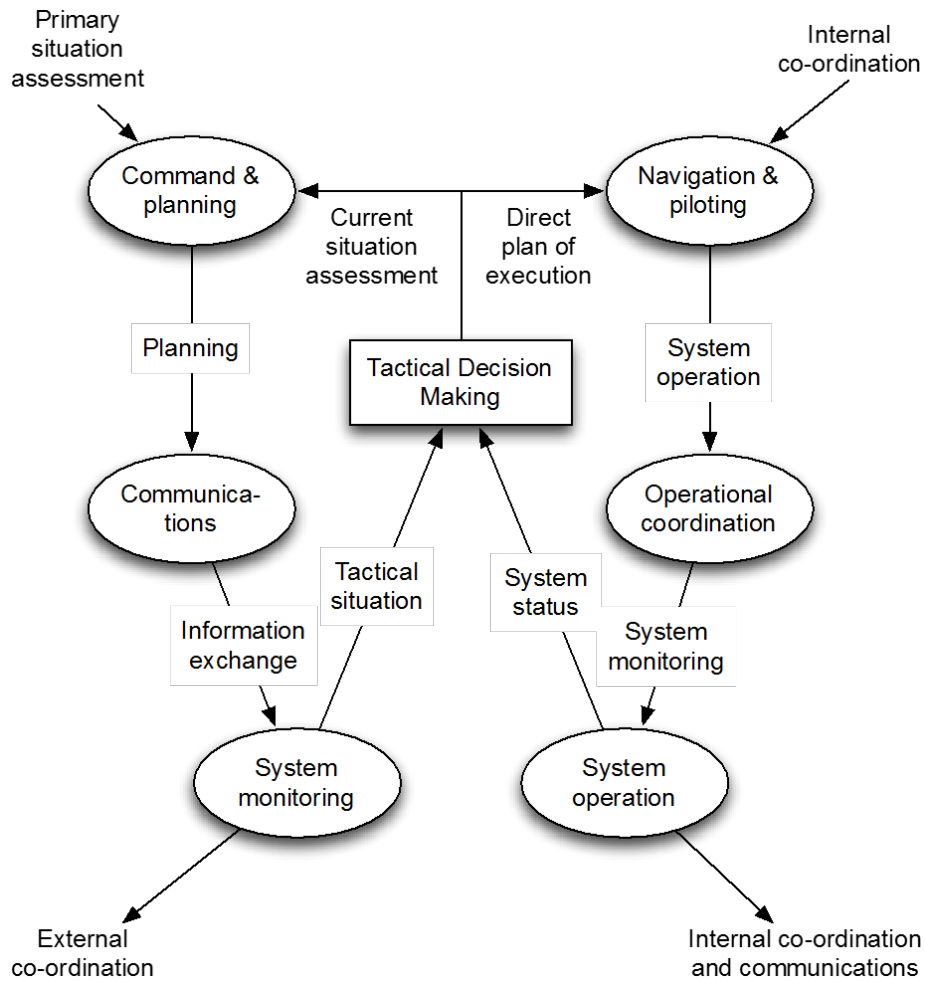 Primary
situation
assessment
Internal
co-ordination
Command &
planning
Navigation &
piloting
Current
situation
assessment
Direct
plan of
execution
Planning
Tactical Decision
Making
System
operation
Communica-
tions
Operational
coordination
Tactical
situation
System
status
Information
exchange
System
monitoring
System
monitoring
System
operation
External
co-ordination
Internal co-ordination
and communications